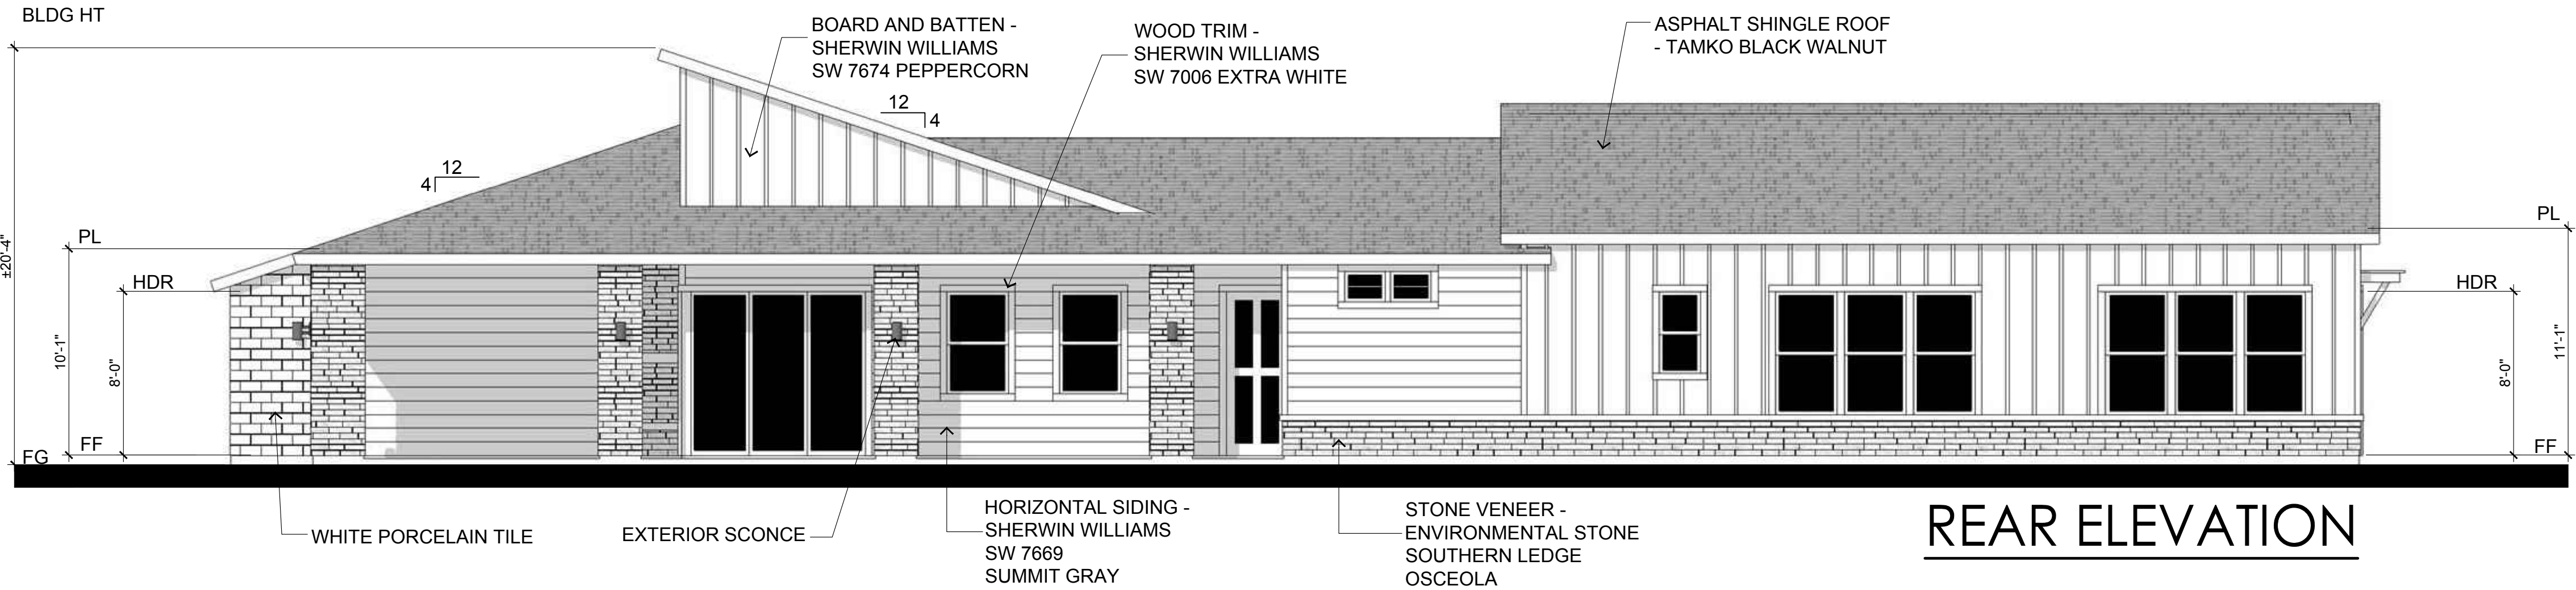 BLDG HT
BOARD AND BATTEN -
SHERWIN WILLIAMS
SW 7674 PEPPERCORN
WOOD TRIM -
SHERWIN WILLIAMS
SW 7006 EXTRA WHITE
ASPHALT SHINGLE ROOF
- TAMKO BLACK WALNUT
12
4
12
4
±20'-4"
PL
HDR
10'-1"
8'-0"
FF
FG
PL
HDR
11'-1"
8'-0"
FF
WHITE PORCELAIN TILE
EXTERIOR SCONCE
HORIZONTAL SIDING -
SHERWIN WILLIAMS
SW 7669
SUMMIT GRAY
STONE VENEER -
ENVIRONMENTAL STONE
SOUTHERN LEDGE
OSCEOLA
REAR ELEVATION